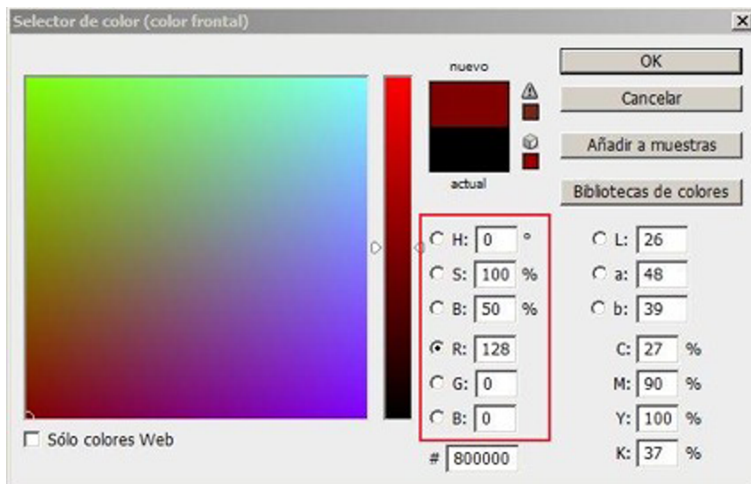 Selector de color (color frontal)
nuevo
actual
OK
Cancelar
Añadir a muestras
Bibliotecas de colores
H: 0 °
S: 100 %
B: 50 %
R: 128
G: 0
B: 0
# 800000
L: 26
a: 48
b: 39
C: 27 %
M: 90 %
Y: 100 %
K: 37 %
Sólo colores Web